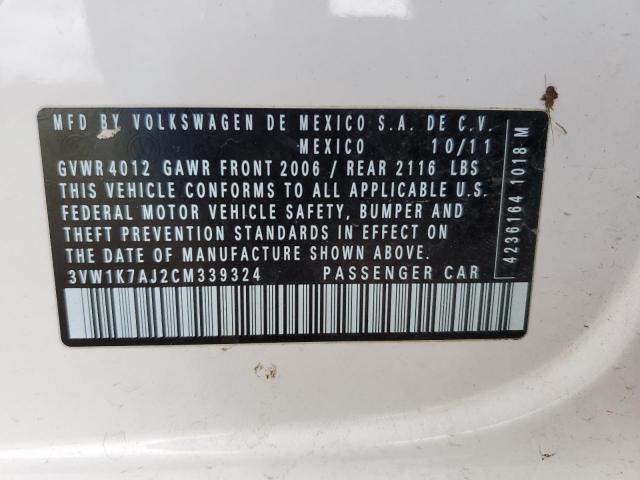 MFD BY VOLKSWAGEN DE MEXICO S.A. DE C.V.
MEXICO 10/11
GVWR 4012 GAWR FRONT 2006 / REAR 2116 LBS
THIS VEHICLE CONFORMS TO ALL APPLICABLE U.S.
FEDERAL MOTOR VEHICLE SAFETY, BUMPER AND
THEFT PREVENTION STANDARDS IN EFFECT ON
THE DATE OF MANUFACTURE SHOWN ABOVE.
3VW1K7AJ2CM339324 PASSENGER CAR
4236164 1018 M